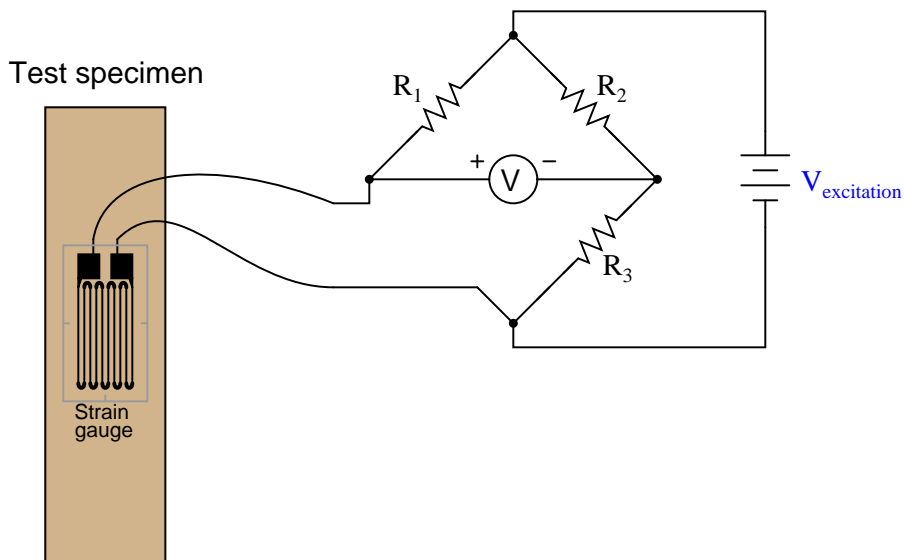 Test specimen
R1
R2
+ V −
Vexcitation
R3
Strain
gauge